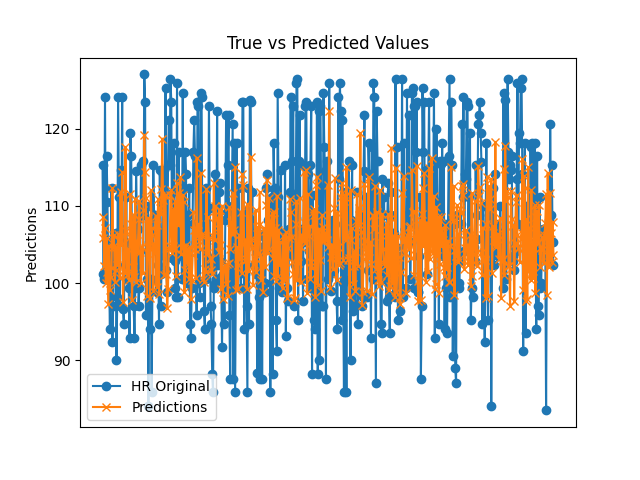 True vs Predicted Values
Predictions
120
110
100
90
HR Original
Predictions